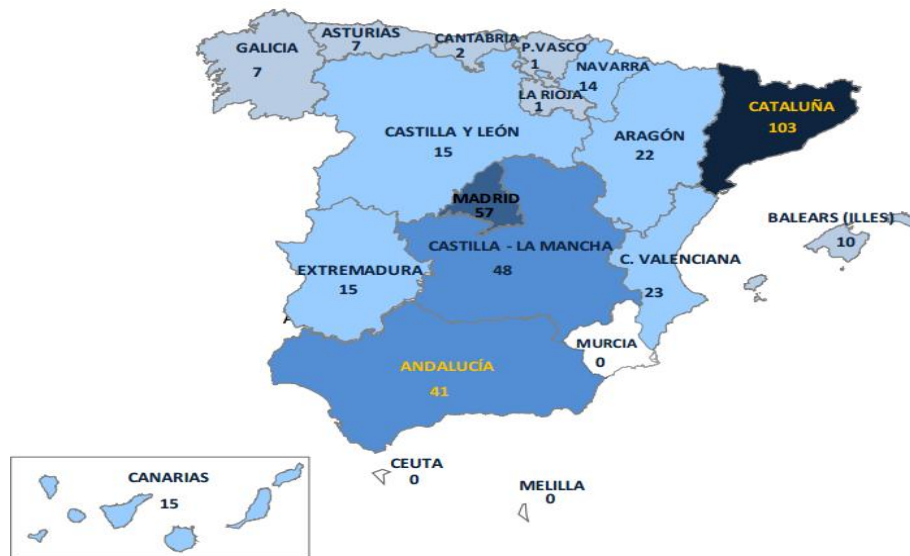 GALICIA
7
ASTURIAS
7
CANTABRIA
2
P.VASCO
1
NAVARRA
14
LA RIOJA
1
CATALUÑA
103
ARAGÓN
22
CASTILLA Y LEÓN
15
MADRID
57
CASTILLA - LA MANCHA
48
BALEARS (ILLES)
10
EXTREMADURA
15
C. VALENCIANA
23
MURCIA
0
ANDALUCÍA
41
CEUTA
0
MELILLA
0
CANARIAS
15